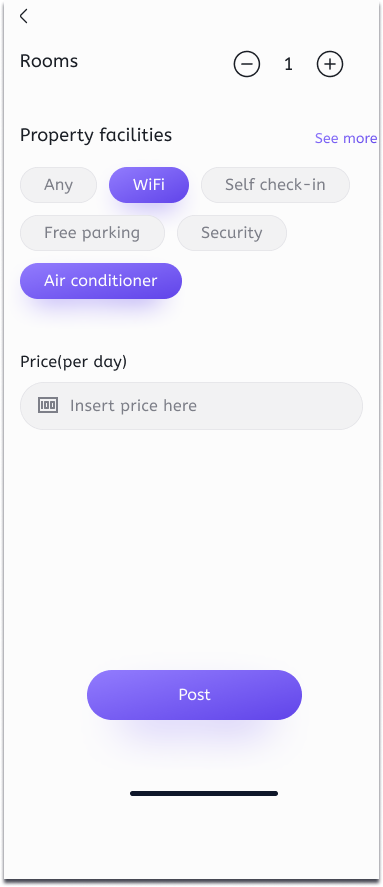 Rooms
1
Property facilities
See more
Any
WiFi
Self check-in
Free parking
Security
Air conditioner
Price(per day)
100 Insert price here
Post